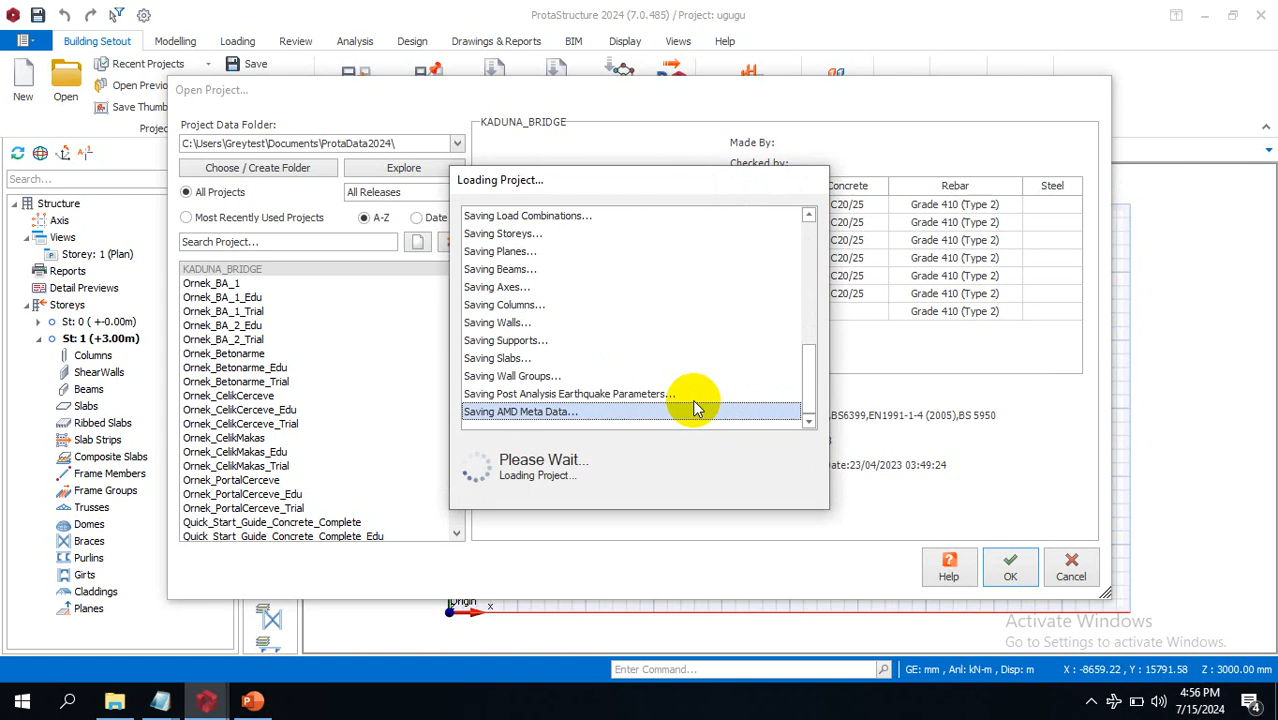 ProtaStructure 2024 (7.0.485) / Project: ugugu
Building Setout
Modelling
Loading
Review
Analysis
Design
Drawings & Reports
BIM
Display
Views
Help
New
Open
Recent Projects
Save
Open Previo
Save Thumb
Proje
Search...
Structure
Axis
Views
Storey: 1 (Plan)
Reports
Detail Previews
Storeys
St: 0 ( +-0.00m)
St: 1 (+3.00m)
Columns
ShearWalls
Beams
Slabs
Ribbed Slabs
Slab Strips
Composite Slabs
Frame Members
Frame Groups
Trusses
Domes
Braces
Purlins
Girts
Claddings
Planes
Open Project...
Project Data Folder:
C:\Users\Greytest\Documents\ProtaData2024\
Choose / Create Folder
Explore
All Projects
All Releases
Most Recently Used Projects
A-Z
Date
Search Project...
KADUNA_BRIDGE
Ornek_BA_1
Ornek_BA_1_Edu
Ornek_BA_1_Trial
Ornek_BA_2_Edu
Ornek_BA_2_Trial
Ornek_Betonarme
Ornek_Betonarme_Edu
Ornek_Betonarme_Trial
Ornek_Celik
Ornek_CelikCerceve_Edu
Ornek_CelikCerceve_Trial
Ornek_CelikMakas
Ornek_CelikMakas_Edu
Ornek_CelikMakas_Trial
Ornek_PortalCerceve
Ornek_PortalCerceve_Edu
Ornek_PortalCerceve_Trial
Quick_Start_Guide_Concrete_Complete
Quick_Start_Guide_Concrete_Complete_Edu
KADUNA_BRIDGE
Made By:
Checked by:
Concrete
Rebar
Steel
C20/25
Grade 410 (Type 2)
C20/25
Grade 410 (Type 2)
C20/25
Grade 410 (Type 2)
C20/25
Grade 410 (Type 2)
C20/25
Grade 410 (Type 2)
C20/25
Grade 410 (Type 2)
Grade 410 (Type 2)
BS6399,EN1991-1-4 (2005),BS 5950
Date:23/04/2023 03:49:24
Help
OK
Cancel
Loading Project...
Saving Load Combinations...
Saving Storeys...
Saving Planes...
Saving Beams...
Saving Axes...
Saving Columns...
Saving Walls...
Saving Supports...
Saving Slabs...
Saving Wall Groups...
Saving Post Analysis Earthquake Parameters...
Saving AMD Meta Data...
Please Wait...
Loading Project...
Origin
x
Activate Windows
Go to Settings to activate Windows.
Enter Command...
GE: mm , Anl: kN-m , Disp: m
X : -8659.22 , Y : 15791.58
Z : 3000.00 mm
4:56 PM
7/15/2024
4